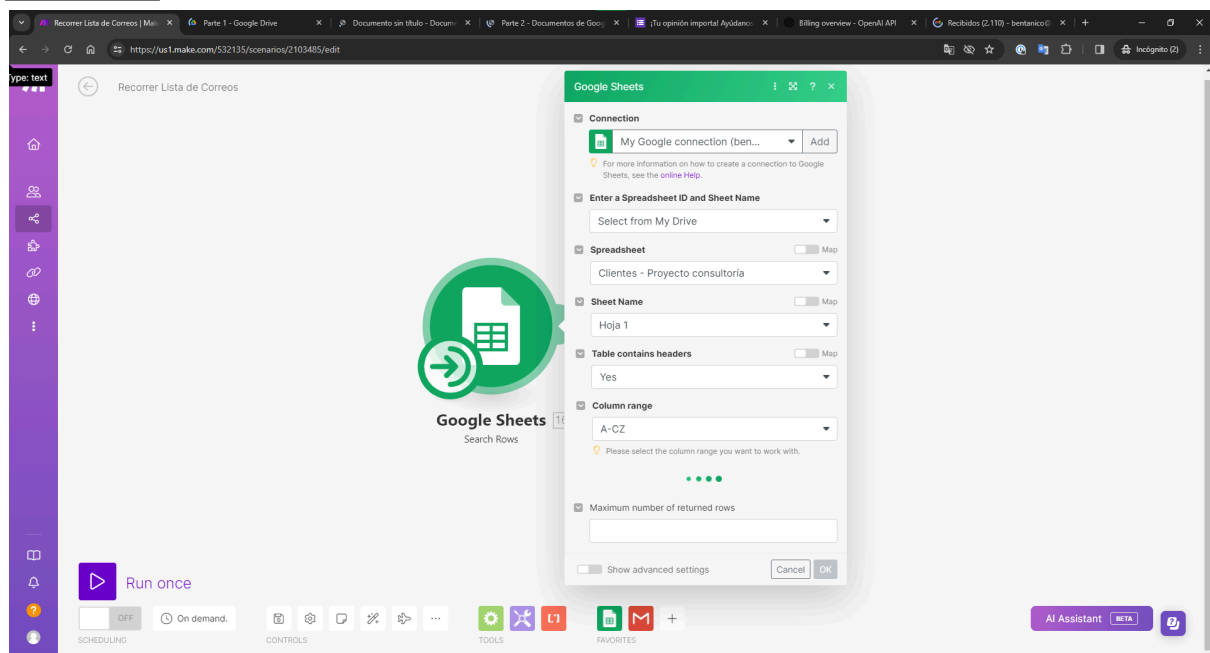 Recorrer Lista de Correos | Mak
Parte 1 - Google Drive
Documento sin título - Docume
Parte 2 - Documentos de Goog
¡Tu opinión importa! Ayúdanos
Billing overview - OpenAI API
Recibidos (2.110) - bentanico@
https://us1.make.com/532135/scenarios/2103485/edit
Incógnito (2)
Type: text
Recorrer Lista de Correos
Google Sheets
Connection
My Google connection (ben...
Add
For more information on how to create a connection to Google
Sheets, see the online Help.
Enter a Spreadsheet ID and Sheet Name
Select from My Drive
Spreadsheet
Map
Clientes - Proyecto consultoría
Sheet Name
Map
Hoja 1
Table contains headers
Map
Yes
Column range
A-CZ
Please select the column range you want to work with.
Maximum number of returned rows
Show advanced settings
Cancel
OK
Google Sheets
Search Rows
Run once
OFF
On demand.
SCHEDULING
CONTROLS
TOOLS
FAVORITES
AI Assistant
BETA